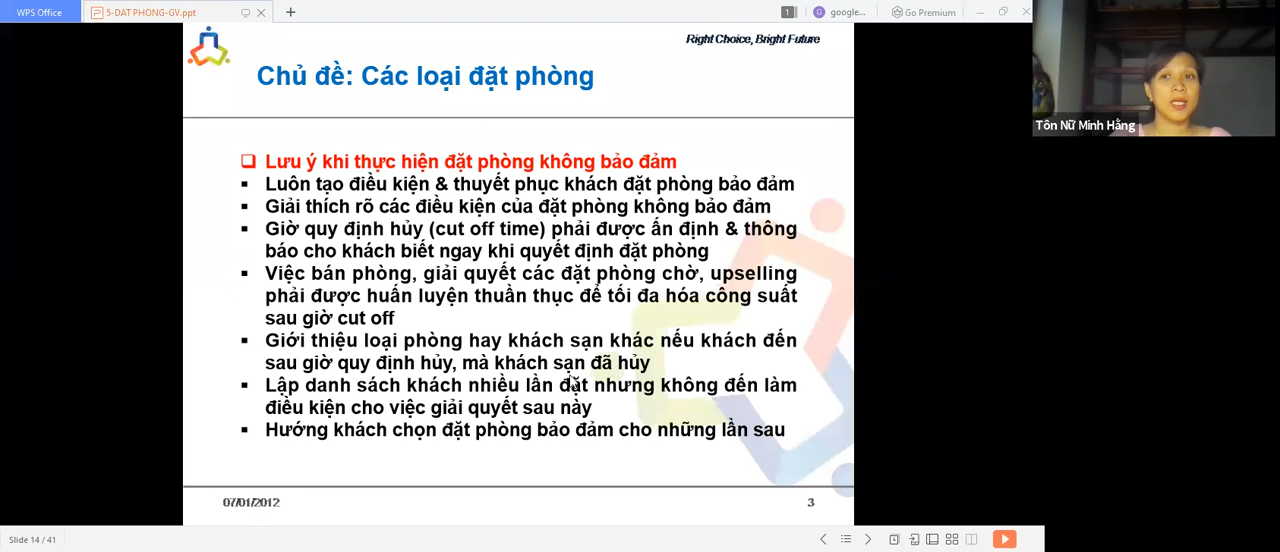 WPS Office
5-DAT PHONG-GV.ppt
1
G
google...
Go Premium
Right Choice, Bright Future
Chủ đề: Các loại đặt phòng
Tôn Nữ Minh Hằng
Lưu ý khi thực hiện đặt phòng không bảo đảm
Luôn tạo điều kiện & thuyết phục khách đặt phòng bảo đảm
Giải thích rõ các điều kiện của đặt phòng không bảo đảm
Giờ quy định hủy (cut off time) phải được ấn định & thông
báo cho khách biết ngay khi quyết định đặt phòng
Việc bán phòng, giải quyết các đặt phòng chờ, upselling
phải được huấn luyện thuần thục để tối đa hóa công suất
sau giờ cut off
Giới thiệu loại phòng hay khách sạn khác nếu khách đến
sau giờ quy định hủy, mà khách sạn đã hủy
Lập danh sách khách nhiều lần đặt nhưng không đến làm
điều kiện cho việc giải quyết sau này
Hướng khách chọn đặt phòng bảo đảm cho những lần sau
07/01/2012
3
Slide 14 / 41